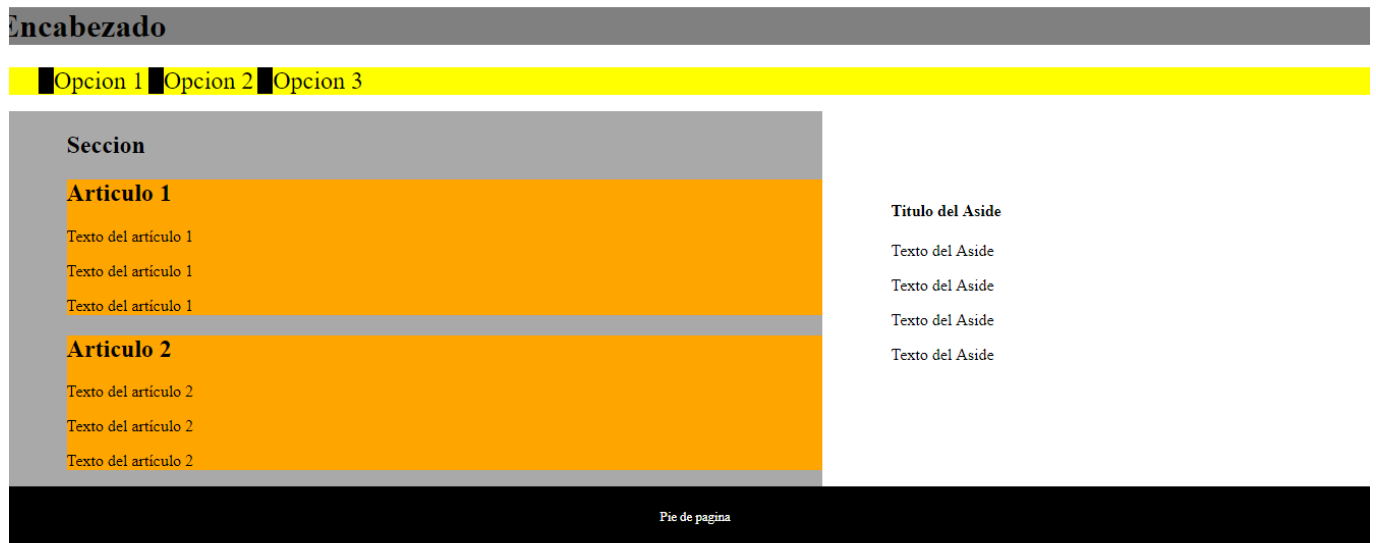 Encabezado
Opcion 1 Opcion 2 Opcion 3
Seccion
Articulo 1
Texto del artículo 1
Texto del artículo 1
Texto del artículo 1
Articulo 2
Texto del artículo 2
Texto del artículo 2
Texto del artículo 2
Titulo del Aside
Texto del Aside
Texto del Aside
Texto del Aside
Texto del Aside
Pie de pagina